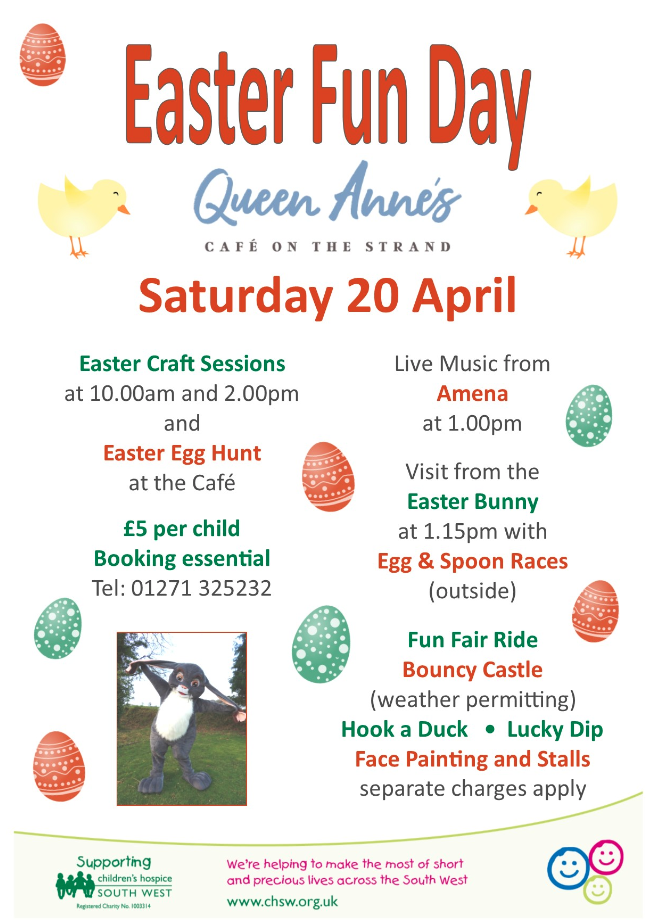 Easter Fun Day
Queen Anne's
CAFÉ ON THE STRAND
Saturday 20 April
Easter Craft Sessions
at 10.00am and 2.00pm
and
Easter Egg Hunt
at the Café
£5 per child
Booking essential
Tel: 01271 325232
Live Music from
Amena
at 1.00pm
Visit from the
Easter Bunny
at 1.15pm with
Egg & Spoon Races
(outside)
Fun Fair Ride
Bouncy Castle
(weather permitting)
Hook a Duck • Lucky Dip
Face Painting and Stalls
separate charges apply
Supporting
children's hospice
SOUTH WEST
Registered Charity No. 1003314
We're helping to make the most of short
and precious lives across the South West
www.chsw.org.uk